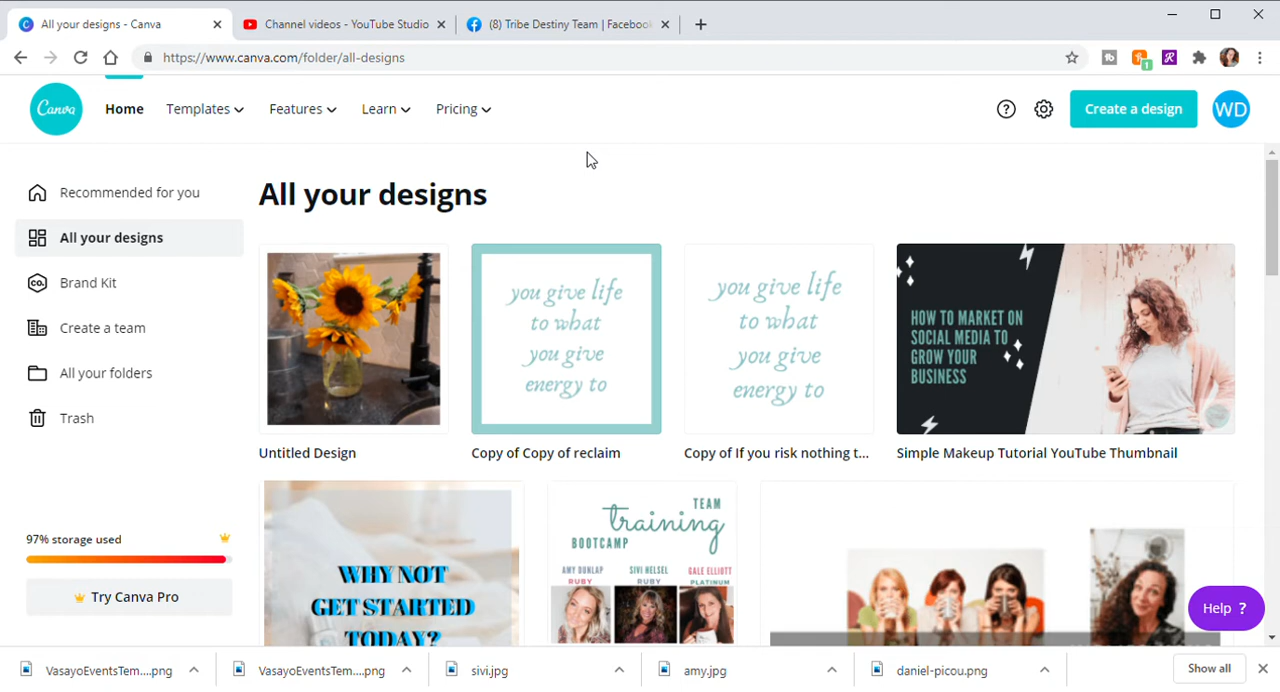 All your designs - Canva
Channel videos - YouTube Studio
(8) Tribe Destiny Team | Facebook
https://www.canva.com/folder/all-designs
Canva
Home
Templates
Features
Learn
Pricing
?
Create a design
WD
Recommended for you
All your designs
Brand Kit
Create a team
All your folders
Trash
97% storage used
Try Canva Pro
All your designs
you give life
to what
you give
energy to
Untitled Design
you give life
to what
you give
energy to
Copy of Copy of reclaim
Copy of If you risk nothing t...
HOW TO MARKET ON
SOCIAL MEDIA TO
GROW YOUR
BUSINESS
Simple Makeup Tutorial YouTube Thumbnail
WHY NOT
GET STARTED
TODAY?
TEAM
training
BOOTCAMP
AMY DUNLAP
RUBY
SIVI HELSEL
RUBY
GALE ELLIOTT
PLATINUM
Help ?
VasayoEventsTem....png
VasayoEventsTem....png
sivi.jpg
amy.jpg
daniel-picou.png
Show all